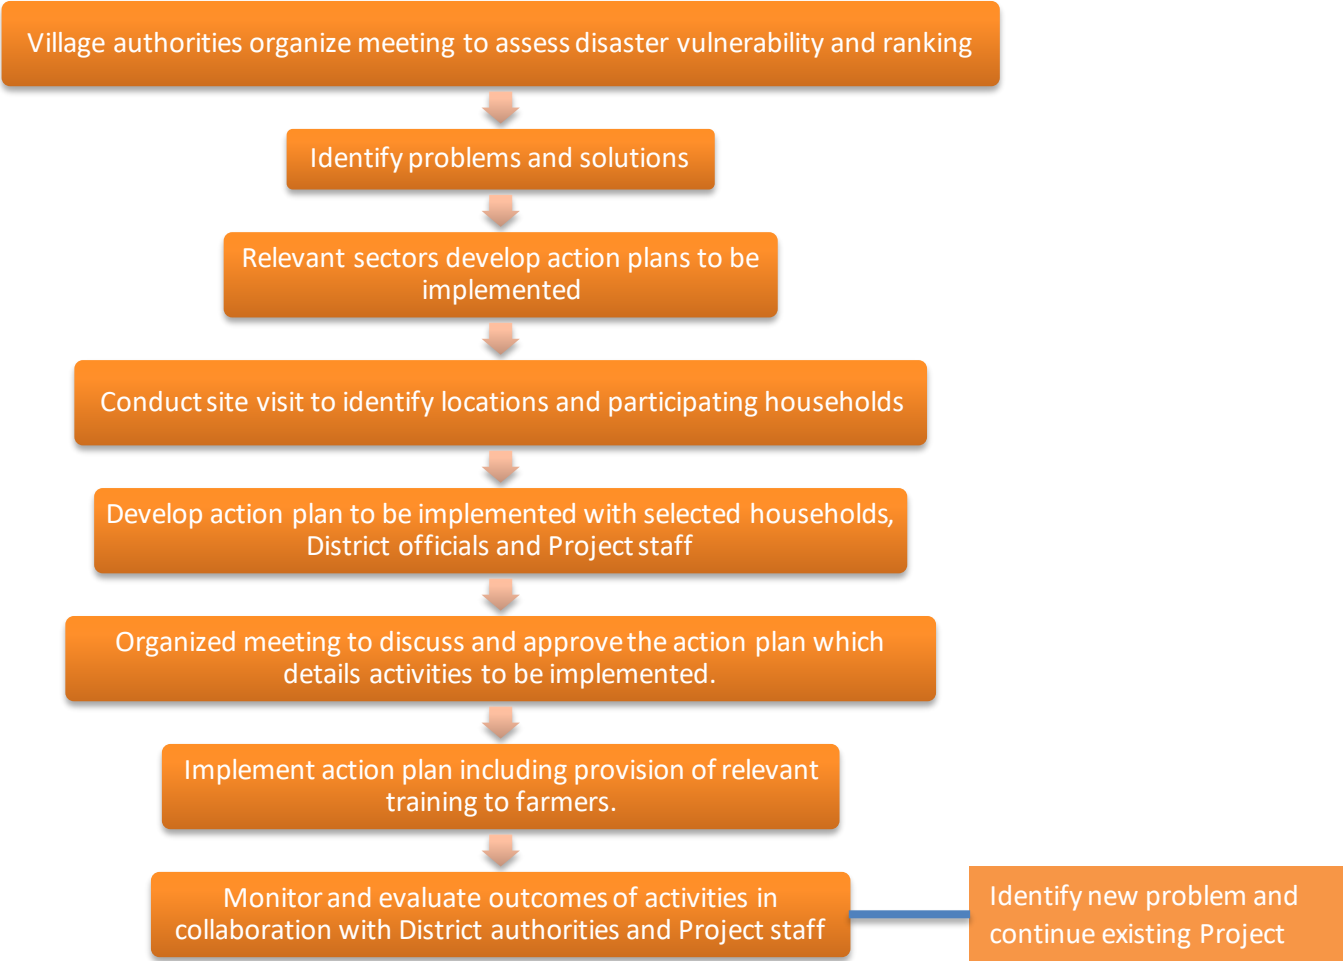 Village authorities organize meeting to assess disaster vulnerability and ranking
Identify problems and solutions
Relevant sectors develop action plans to be
implemented
Conduct site visit to identify locations and participating households
Develop action plan to be implemented with selected households,
District officials and Project staff
Organized meeting to discuss and approve the action plan which
details activities to be implemented.
Implement action plan including provision of relevant
training to farmers.
Monitor and evaluate outcomes of activities in
collaboration with District authorities and Project staff
Identify new problem and
continue existing Project